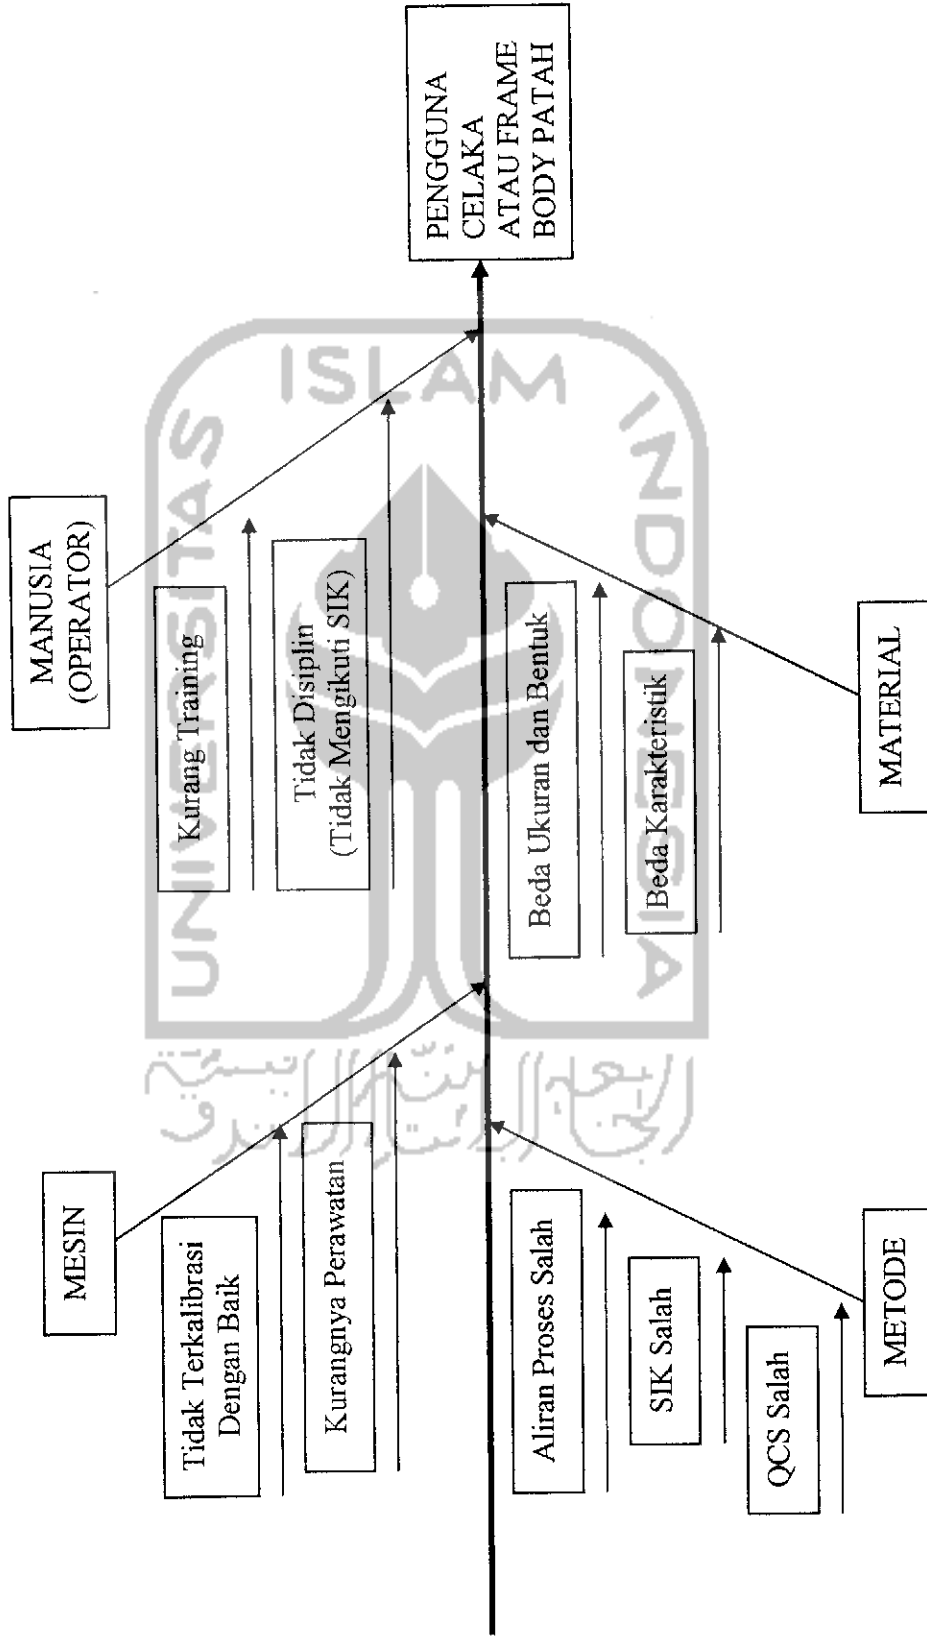 MESIN
Tidak Terkalibrasi
Dengan Baik
Kurangnya Perawatan
MANUSIA
(OPERATOR)
Kurang Training
Tidak Disiplin
(Tidak Mengikuti SIK)
PENGGUNA
CELAKA
ATAU FRAME
BODY PATAH
Aliran Proses Salah
SIK Salah
QCS Salah
METODE
Beda Ukuran dan Bentuk
Beda Karakteristik
MATERIAL
UNIVERSITAS
ISLAM
INDONESIA